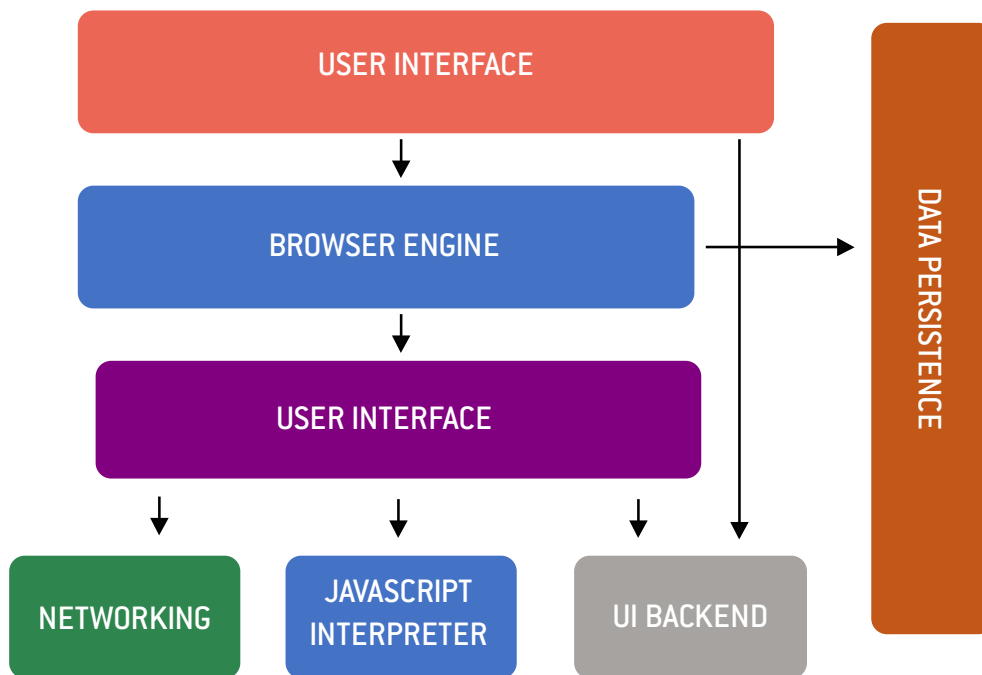 USER INTERFACE
BROWSER ENGINE
DATA PERSISTENCE
USER INTERFACE
NETWORKING
JAVASCRIPT
INTERPRETER
UI BACKEND